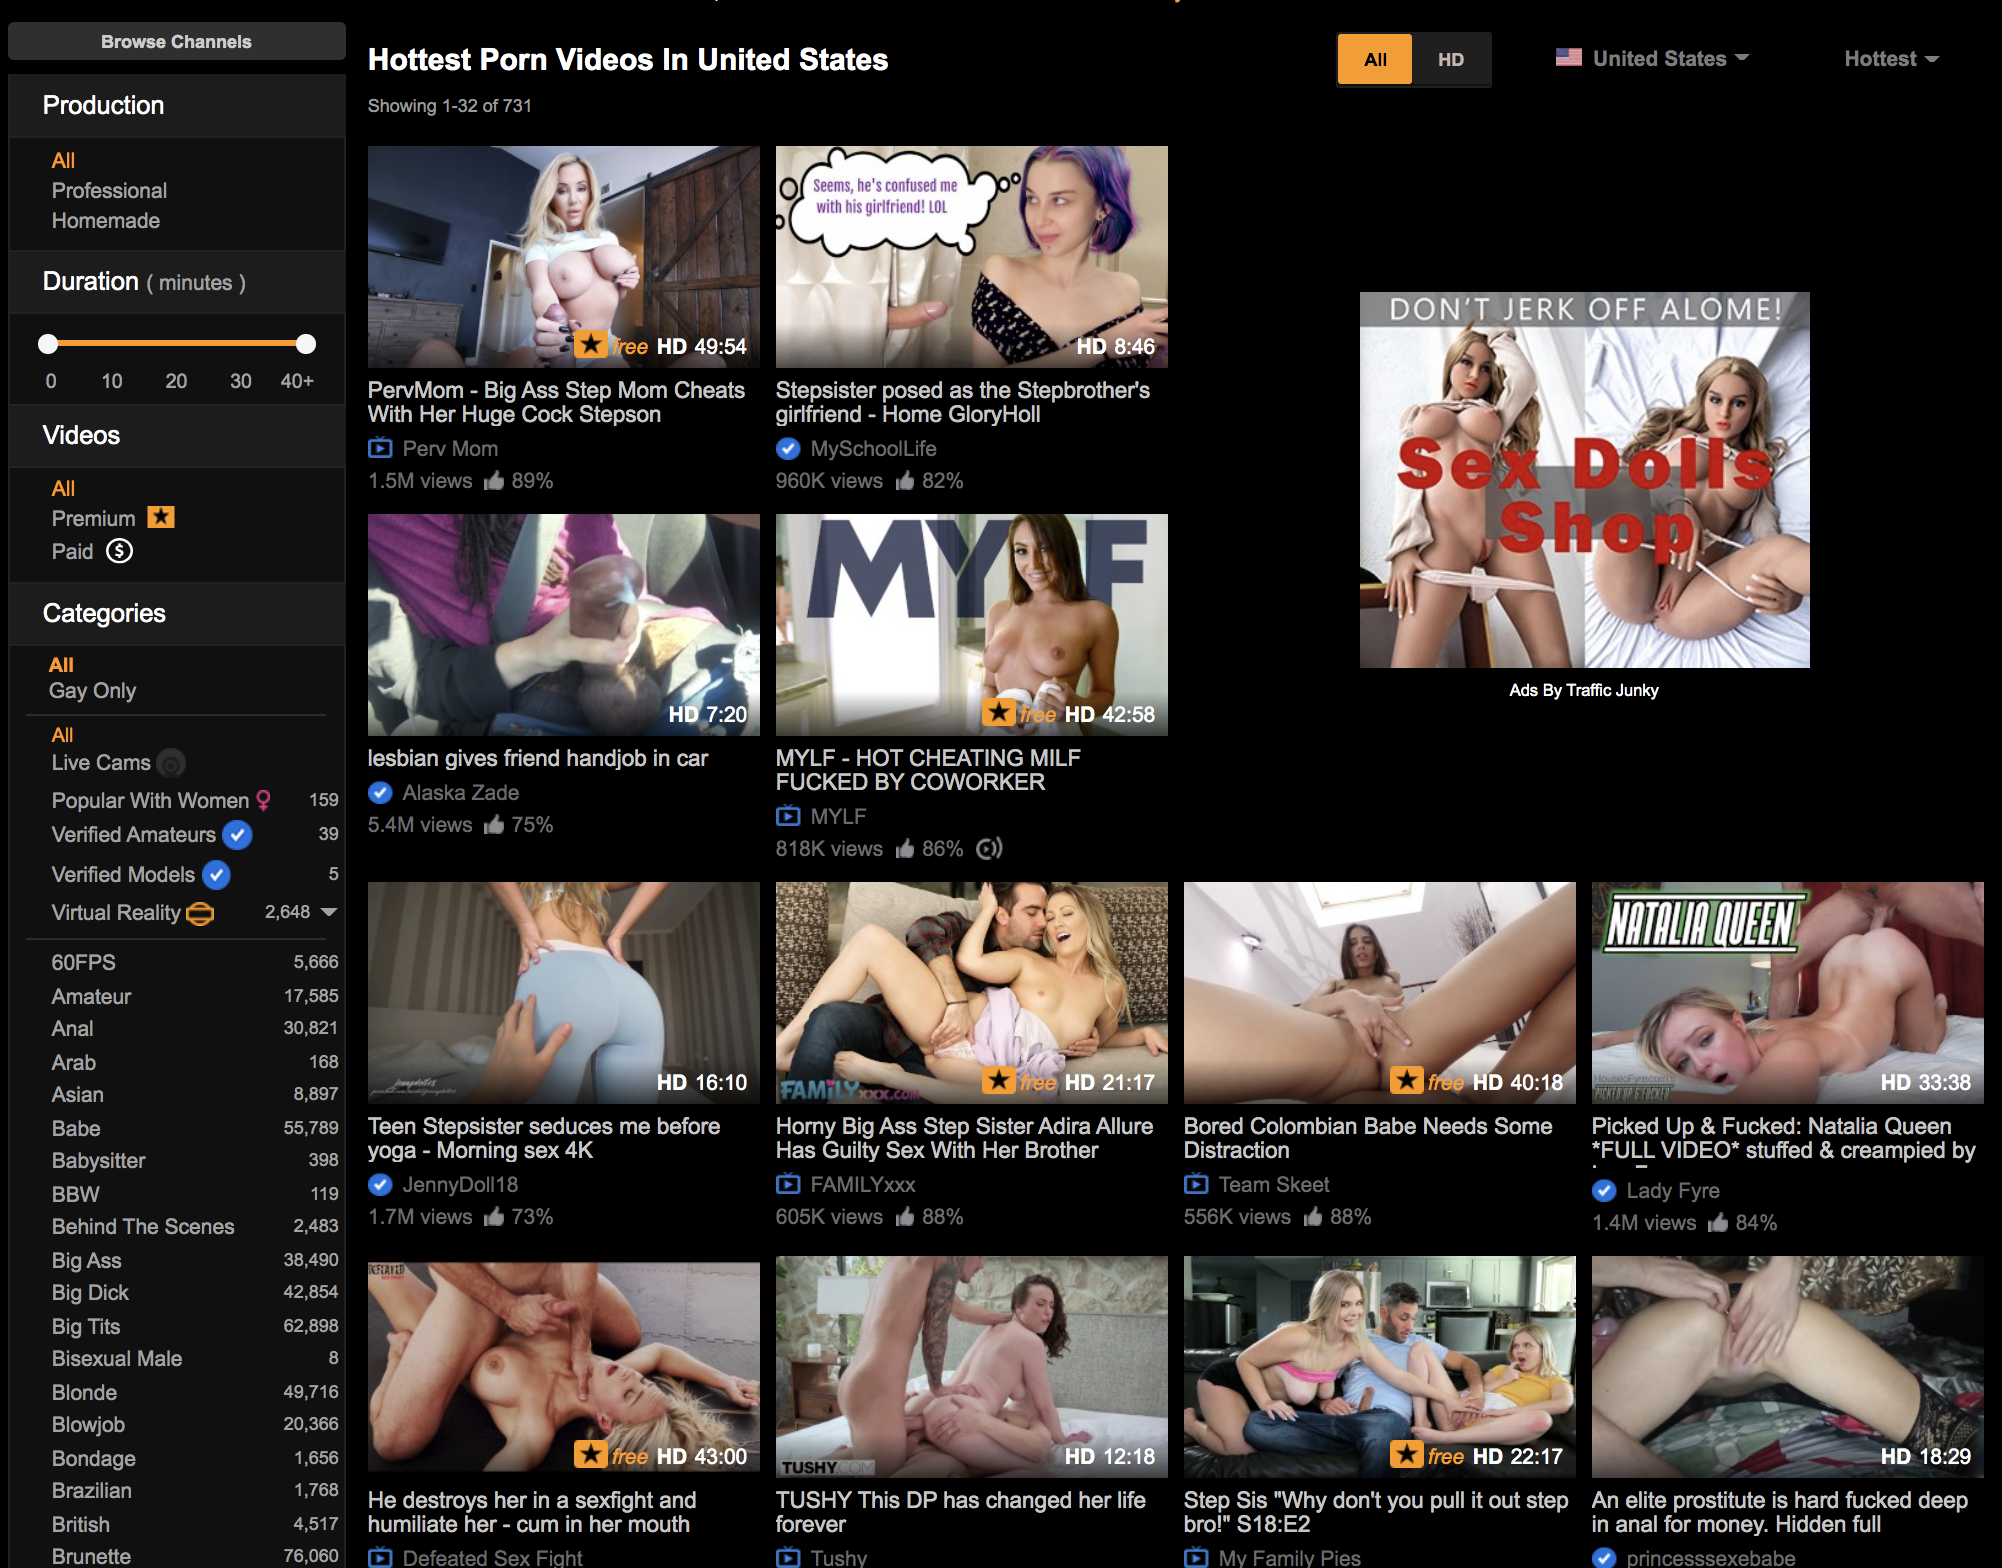 Browse Channels
Production
All
Professional
Homemade
Duration ( minutes )
0 10 20 30 40+
Videos
All
Premium
Paid
Categories
All
Gay Only
All
Live Cams
Popular With Women 159
Verified Amateurs 39
Verified Models 5
Virtual Reality 2,648
60FPS 5,666
Amateur 17,585
Anal 30,821
Arab 168
Asian 8,897
Babe 55,789
Babysitter 398
BBW 119
Behind The Scenes 2,483
Big Ass 38,490
Big Dick 42,854
Big Tits 62,898
Bisexual Male 8
Blonde 49,716
Blowjob 20,366
Bondage 1,656
Brazilian 1,768
British 4,517
Brunette 76,060
Hottest Porn Videos In United States
All HD
United States
Hottest
Showing 1-32 of 731
free HD 49:54
PervMom - Big Ass Step Mom Cheats
With Her Huge Cock Stepson
Perv Mom
1.5M views 89%
Seems, he's confused me
with his girlfriend! LOL
HD 8:46
Stepsister posed as the Stepbrother's
girlfriend - Home GloryHoll
MySchoolLife
960K views 82%
DON'T JERK OFF ALOME!
Sex Dolls
Shop
Ads By Traffic Junky
HD 7:20
lesbian gives friend handjob in car
Alaska Zade
5.4M views 75%
MYLF
free HD 42:58
MYLF - HOT CHEATING MILF
FUCKED BY COWORKER
MYLF
818K views 86%
HD 16:10
Teen Stepsister seduces me before
yoga - Morning sex 4K
JennyDoll18
1.7M views 73%
FAMILYxxx.COM
free HD 21:17
Horny Big Ass Step Sister Adira Allure
Has Guilty Sex With Her Brother
FAMILYxxx
605K views 88%
free HD 40:18
Bored Colombian Babe Needs Some
Distraction
Team Skeet
556K views 88%
NATALIA QUEEN
HouseoFyre.com's
PICKED UP & FUCKED
HD 33:38
Picked Up & Fucked: Natalia Queen
*FULL VIDEO* stuffed & creampied by
Lady Fyre
1.4M views 84%
DEFEATED
free HD 43:00
He destroys her in a sexfight and
humiliate her - cum in her mouth
Defeated Sex Fight
TUSHY.COM
HD 12:18
TUSHY This DP has changed her life
forever
Tushy
free HD 22:17
Step Sis "Why don't you pull it out step
bro!" S18:E2
My Family Pies
HD 18:29
An elite prostitute is hard fucked deep
in anal for money. Hidden full
princesssexebabe